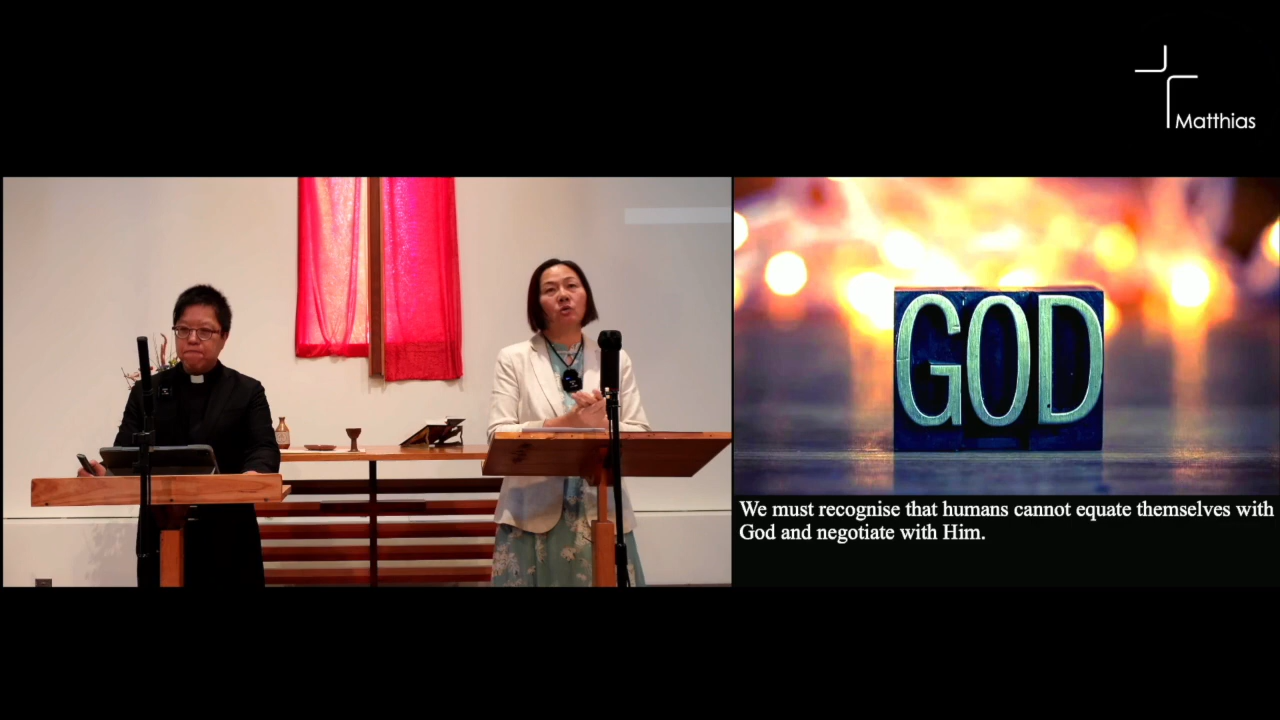 Matthias
GOD
We must recognise that humans cannot equate themselves with
God and negotiate with Him.